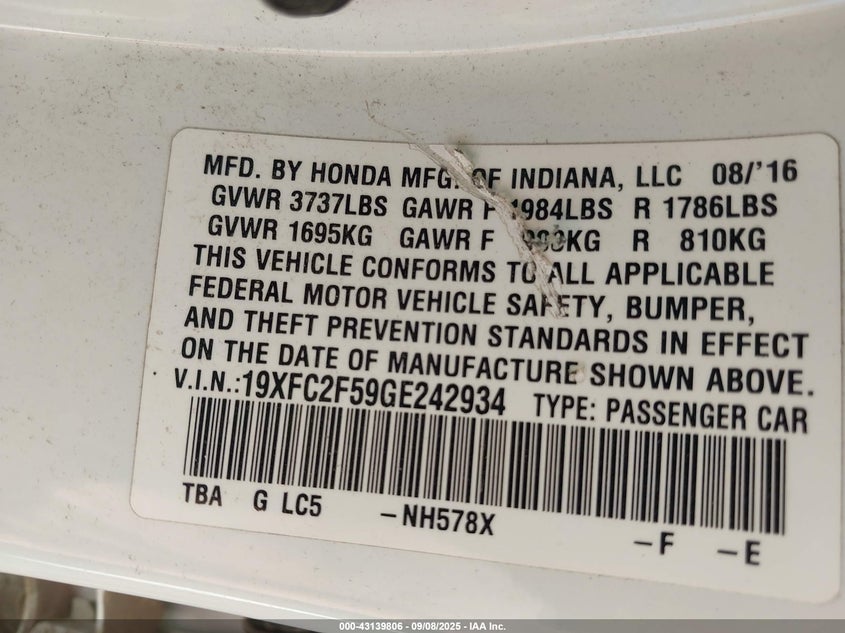 MFD. BY HONDA MFG. OF INDIANA, LLC 08/'16
GVWR 3737LBS GAWR F 1984LBS R 1786LBS
GVWR 1695KG GAWR F KG R 810KG
THIS VEHICLE CONFORMS TO ALL APPLICABLE
FEDERAL MOTOR VEHICLE SAFETY, BUMPER,
AND THEFT PREVENTION STANDARDS IN EFFECT
ON THE DATE OF MANUFACTURE SHOWN ABOVE.
V.I.N.:19XFC2F59GE242934 TYPE: PASSENGER CAR
TBA G LC5 -NH578X -F -E
000-43139806 - 09/08/2025 - IAA Inc.